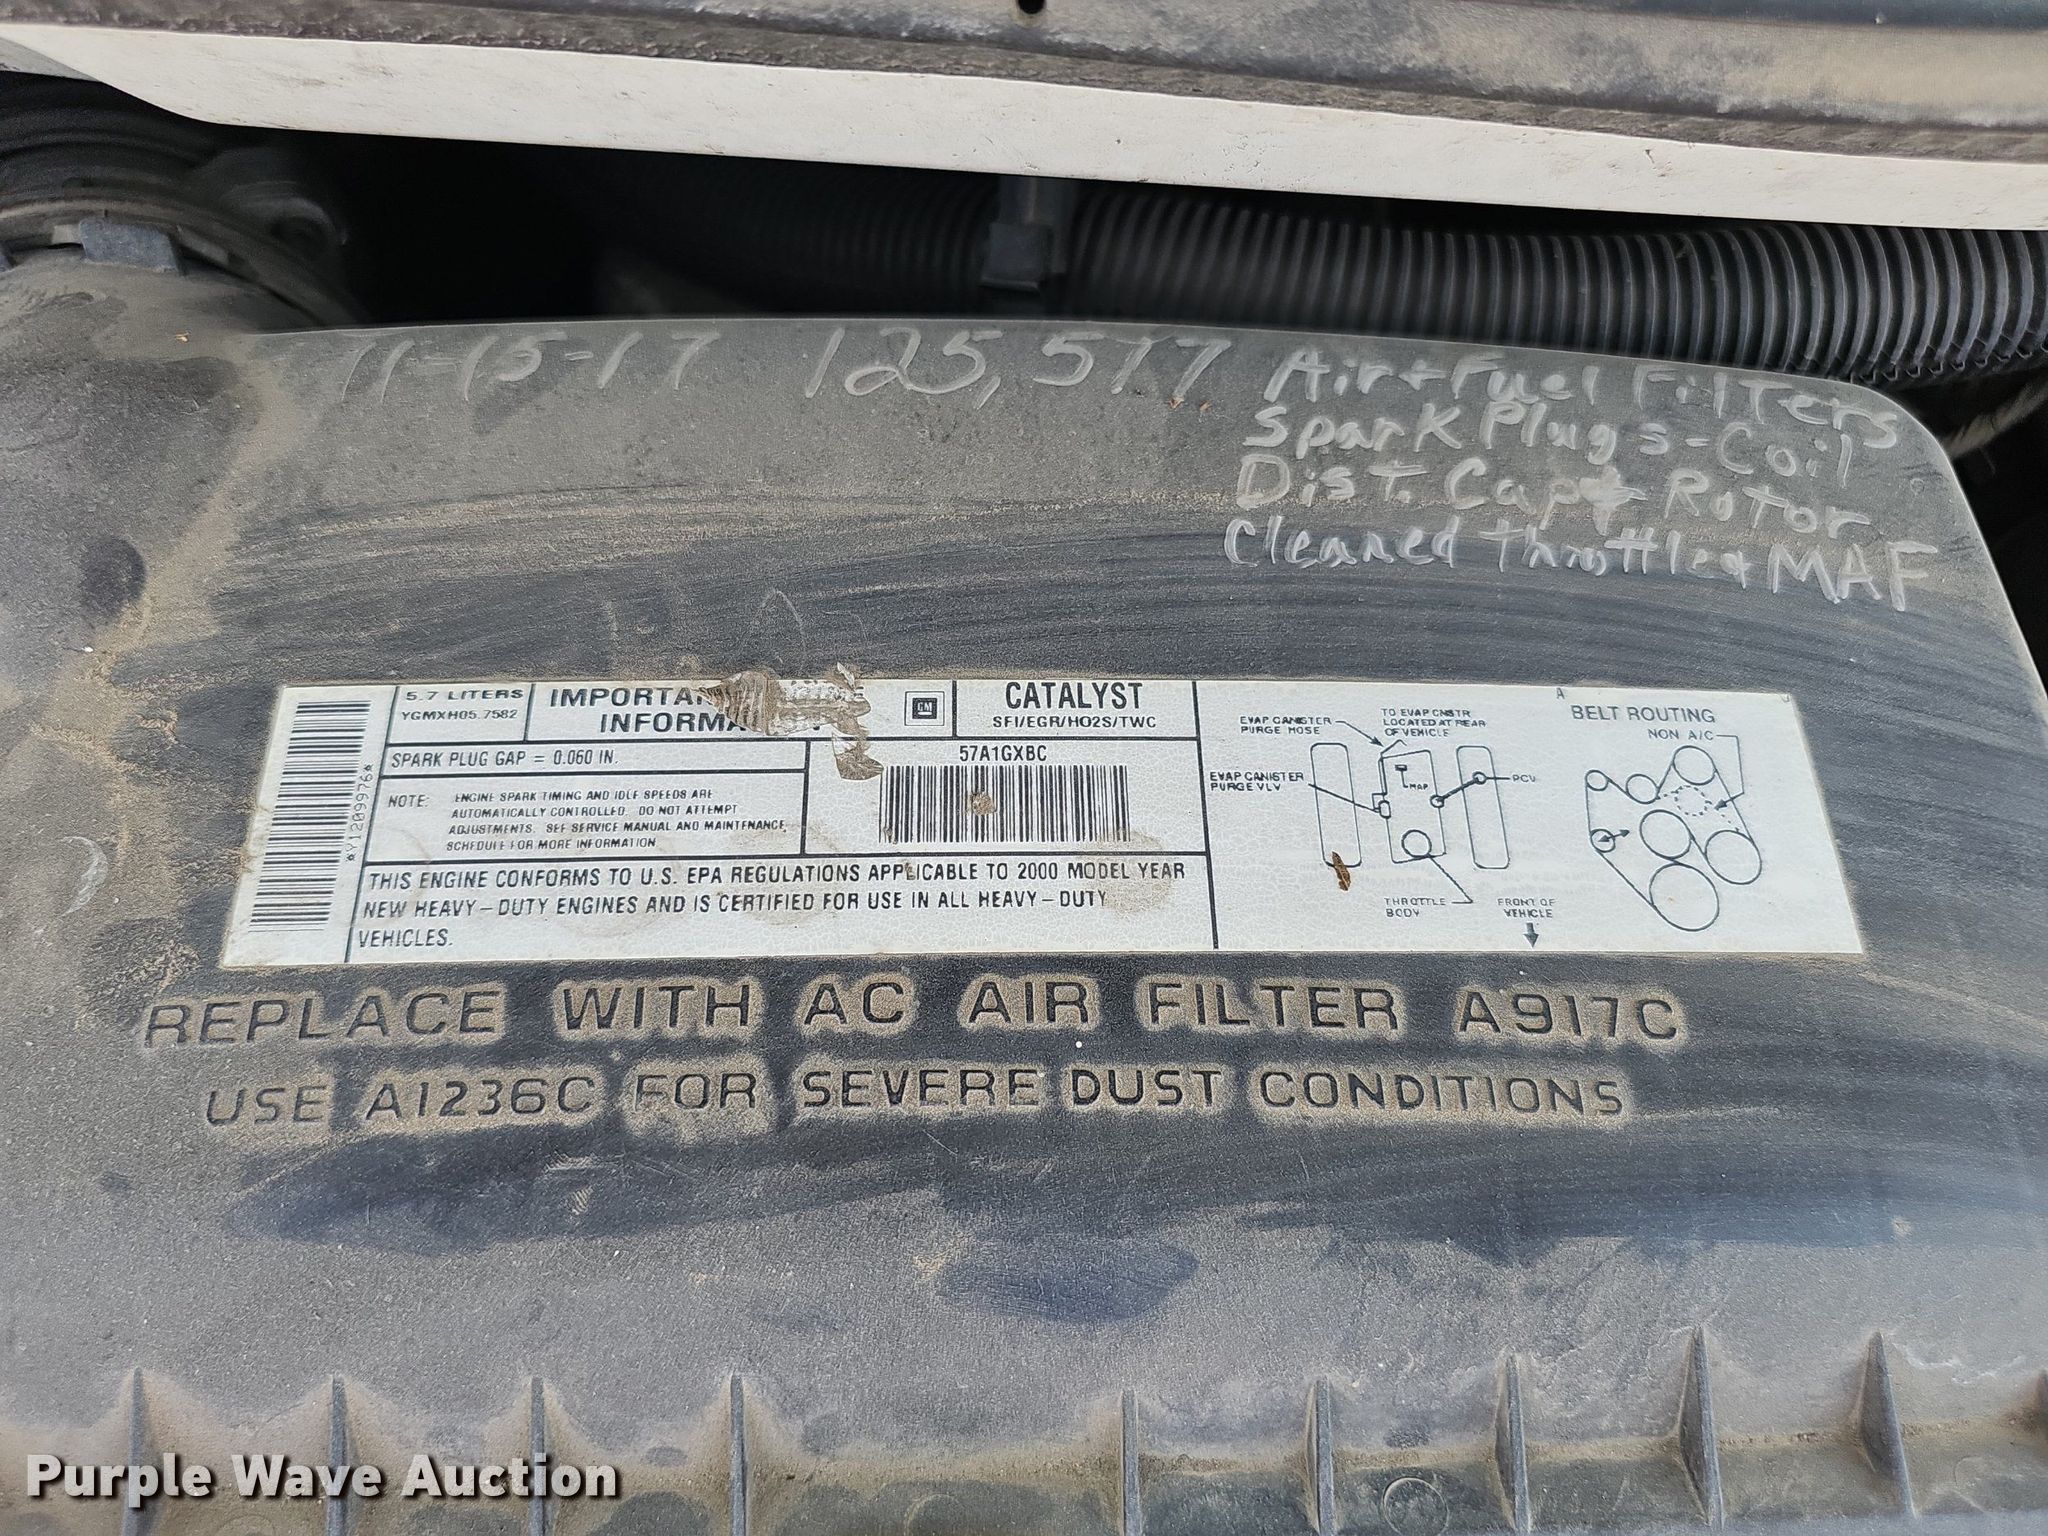 11-15-17 125,577 Air + Fuel Filters
Spark Plugs - Coil
Dist. Cap + Rotor
Cleaned Throttle + MAF
*Y1209976*
5.7 LITERS
YGMXH05.7582
IMPORTA
INFORMA
GM
CATALYST
SFI/EGR/HO2S/TWC
SPARK PLUG GAP = 0.060 IN.
NOTE: ENGINE SPARK TIMING AND IDLE SPEEDS ARE
AUTOMATICALLY CONTROLLED. DO NOT ATTEMPT
ADJUSTMENTS. SEE SERVICE MANUAL AND MAINTENANCE
SCHEDULE FOR MORE INFORMATION
57A1GXBC
THIS ENGINE CONFORMS TO U.S. EPA REGULATIONS APPLICABLE TO 2000 MODEL YEAR
NEW HEAVY-DUTY ENGINES AND IS CERTIFIED FOR USE IN ALL HEAVY-DUTY
VEHICLES.
EVAP CANISTER
PURGE HOSE
TO EVAP CNSTR
LOCATED AT REAR
OF VEHICLE
EVAP CANISTER
PURGE VLV
MAP
PCV
THROTTLE
BODY
FRONT OF
VEHICLE
A
BELT ROUTING
NON A/C
REPLACE WITH AC AIR FILTER A917C
USE A1236C FOR SEVERE DUST CONDITIONS
Purple Wave Auction